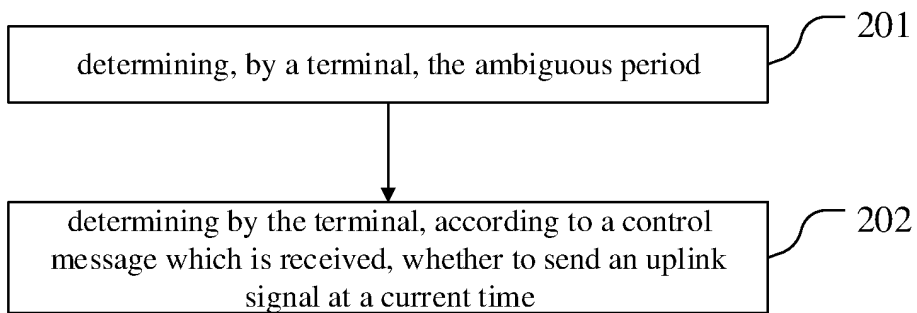 201
determining, by a terminal, the ambiguous period
202
determining by the terminal, according to a control
message which is received, whether to send an uplink
signal at a current time